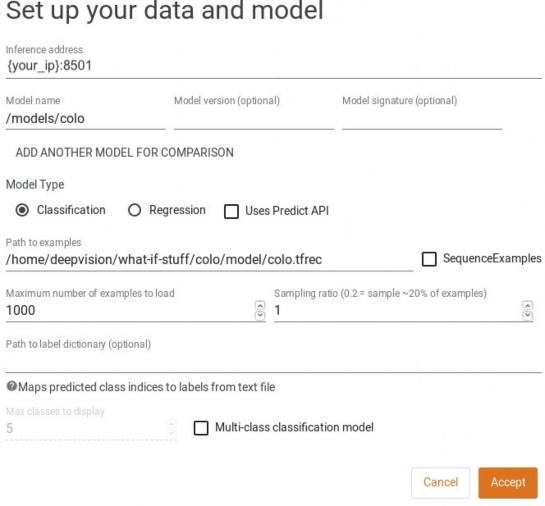 Set up your data and model
Inference address
{your_ip}:8501
Model name Model version (optional) Model signature (optional)
/models/colo
ADD ANOTHER MODEL FOR COMPARISON
Model Type
Classification Regression Uses Predict API
Path to examples
/home/deepvision/what-if-stuff/colo/model/colo.tfrec SequenceExamples
Maximum number of examples to load Sampling ratio (0.2 = sample ~20% of examples)
1000 1
Path to label dictionary (optional)
Maps predicted class indices to labels from text file
Max classes to display
5 Multi-class classification model
Cancel Accept